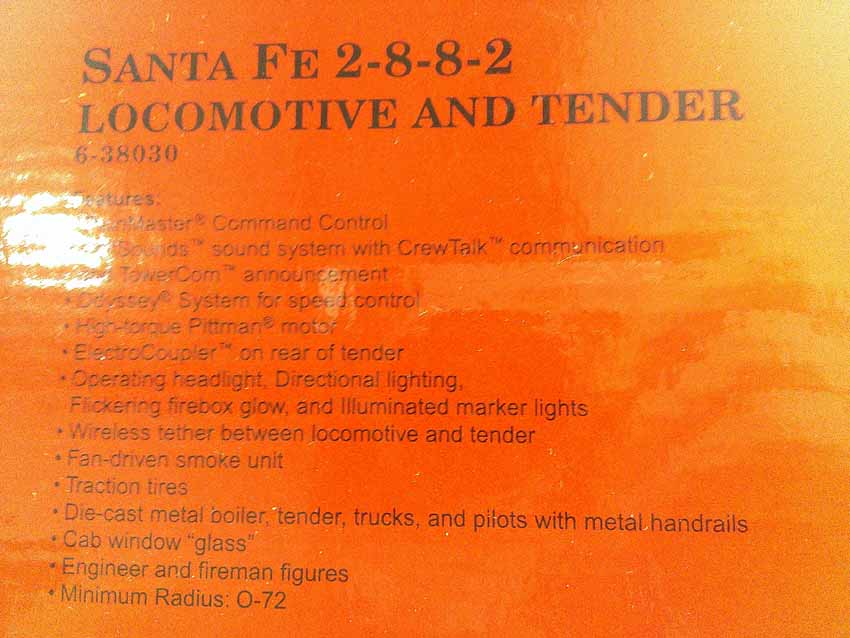 SANTA FE 2-8-8-2
LOCOMOTIVE AND TENDER
6-38030
Features:
Command Control
sound system with CrewTalk™ communication
TowerCom™ announcement
• Odyssey® System for speed control
• High-torque Pittman® motor
• ElectroCoupler™ on rear of tender
• Operating headlight, Directional lighting,
Flickering firebox glow, and Illuminated marker lights
• Wireless tether between locomotive and tender
• Fan-driven smoke unit
• Traction tires
• Die-cast metal boiler, tender, trucks, and pilots with metal handrails
• Cab window "glass"
• Engineer and fireman figures
• Minimum Radius: O-72